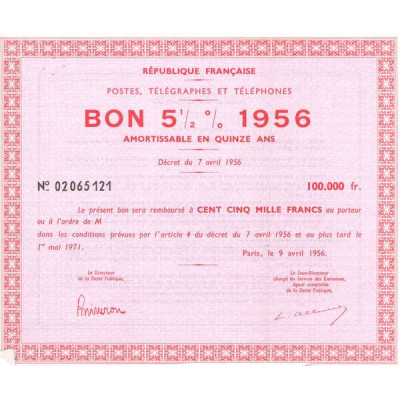 RÉPUBLIQUE FRANÇAISE
POSTES, TÉLÉGRAPHES ET TÉLÉPHONES
BON 5 1/2 % 1956
AMORTISSABLE EN QUINZE ANS
Décret du 7 avril 1956
No 02065121 100.000 fr.
Le présent bon sera remboursé à CENT CINQ MILLE FRANCS au porteur
ou à l'ordre de M
dans les conditions prévues par l'article 4 du décret du 7 avril 1956 et au plus tard le
1er mai 1971.
Paris, le 9 avril 1956.
Le Directeur
de la Dette Publique,
Le Sous-Directeur
chargé du Service des Émissions,
Agent comptable
de la Dette Publique,